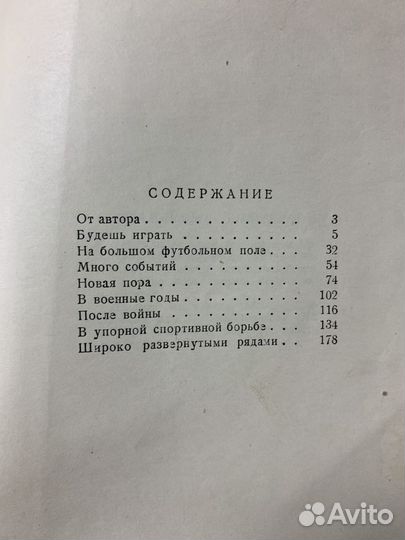 СОДЕРЖАНИЕ
От автора . . . . . . . . . . . . . 3
Будешь играть . . . . . . . . . . . 5
На большом футбольном поле . . . 32
Много событий . . . . . . . . . . 54
Новая пора . . . . . . . . . . . . 74
В военные годы . . . . . . . . . . 102
После войны . . . . . . . . . . . 116
В упорной спортивной борьбе . . . 134
Широко развернутыми рядами . . 178
Avito